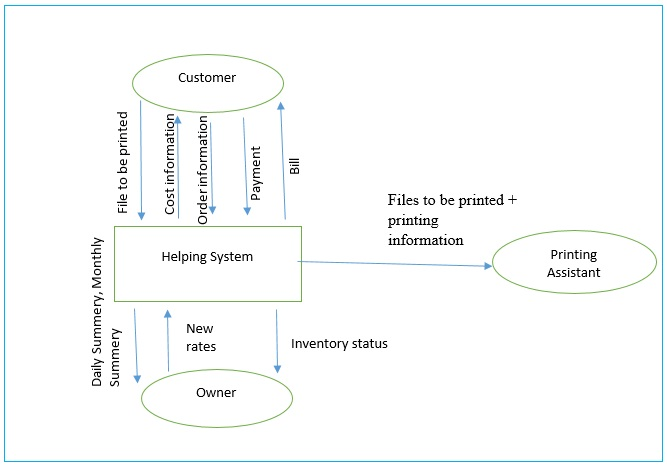 Customer
File to be printed
Cost information
Order information
Payment
Bill
Files to be printed +
printing
information
Helping System
Printing
Assistant
Daily Summery, Monthly
Summery
New
rates
Inventory status
Owner